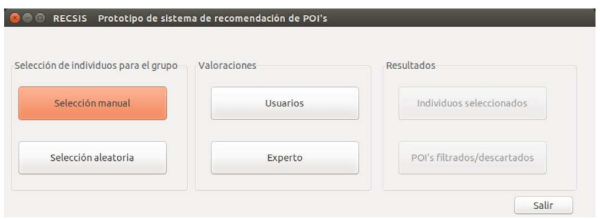 RECSIS Prototipo de sistema de recomendación de POI's
Selección de individuos para el grupo
Valoraciones
Resultados
Selección manual
Usuarios
Individuos seleccionados
Selección aleatoria
Experto
POI's filtrados/descartados
Salir